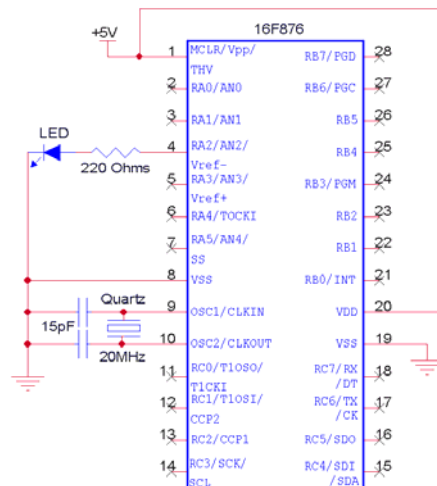 16F876
+5V
1
MCLR/Vpp/
THV
2
RA0/AN0
3
RA1/AN1
LED
220 Ohms
4
RA2/AN2/
Vref-
5
RA3/AN3/
Vref+
6
RA4/TOCKI
7
RA5/AN4/
SS
8
VSS
15pF
Quartz
20MHz
9
OSC1/CLKIN
10
OSC2/CLKOUT
11
RC0/T1OSO/
T1CKI
12
RC1/T1OSI/
CCP2
13
RC2/CCP1
14
RC3/SCK/
SCL
RB7/PGD
28
RB6/PGC
27
RB5
26
RB4
25
RB3/PGM
24
RB2
23
RB1
22
RB0/INT
21
VDD
20
VSS
19
RC7/RX
/DT
18
RC6/TX
/CK
17
RC5/SDO
16
RC4/SDI
/SDA
15